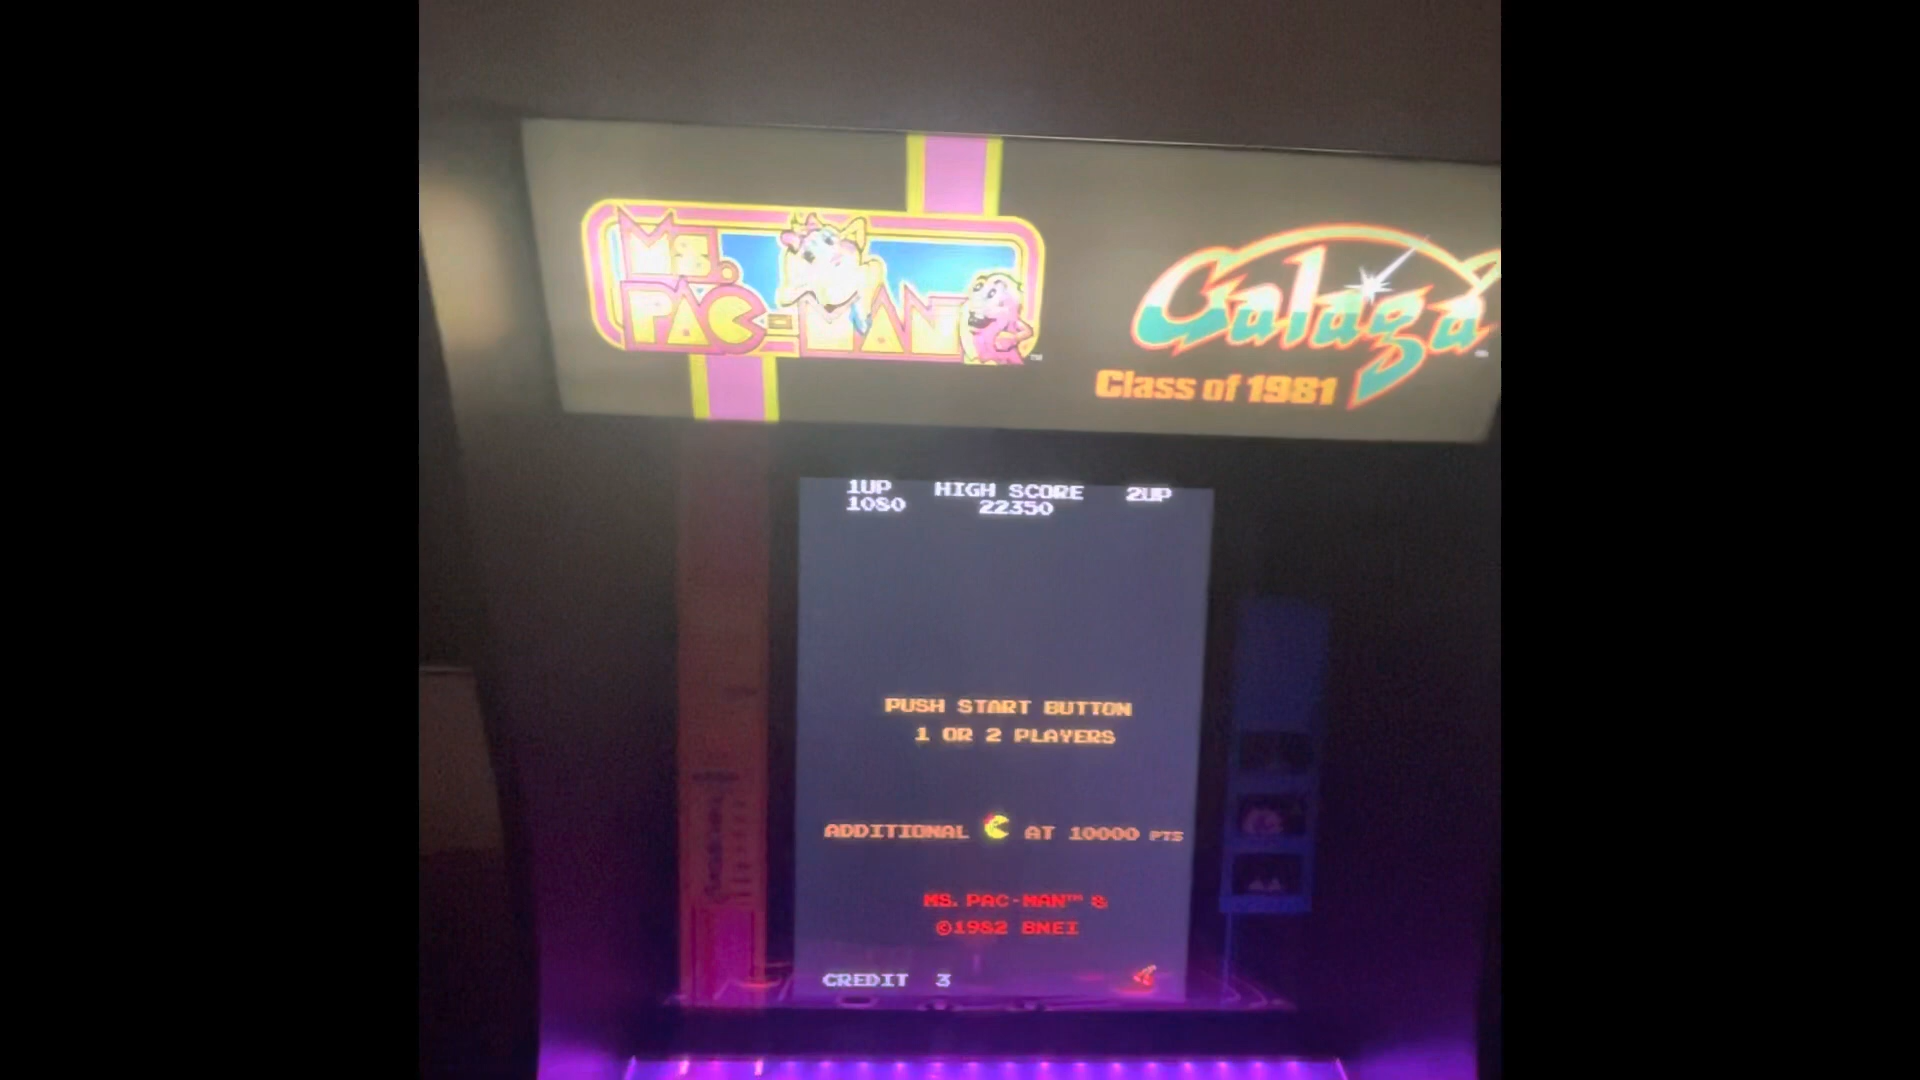 Ms.
PAC-MAN
™
Galaga
Class of 1981
1UP HIGH SCORE 2UP
1080 22350
PUSH START BUTTON
1 OR 2 PLAYERS
ADDITIONAL AT 10000 PTS
MS. PAC-MAN™ &
©1982 BNEI
CREDIT 3